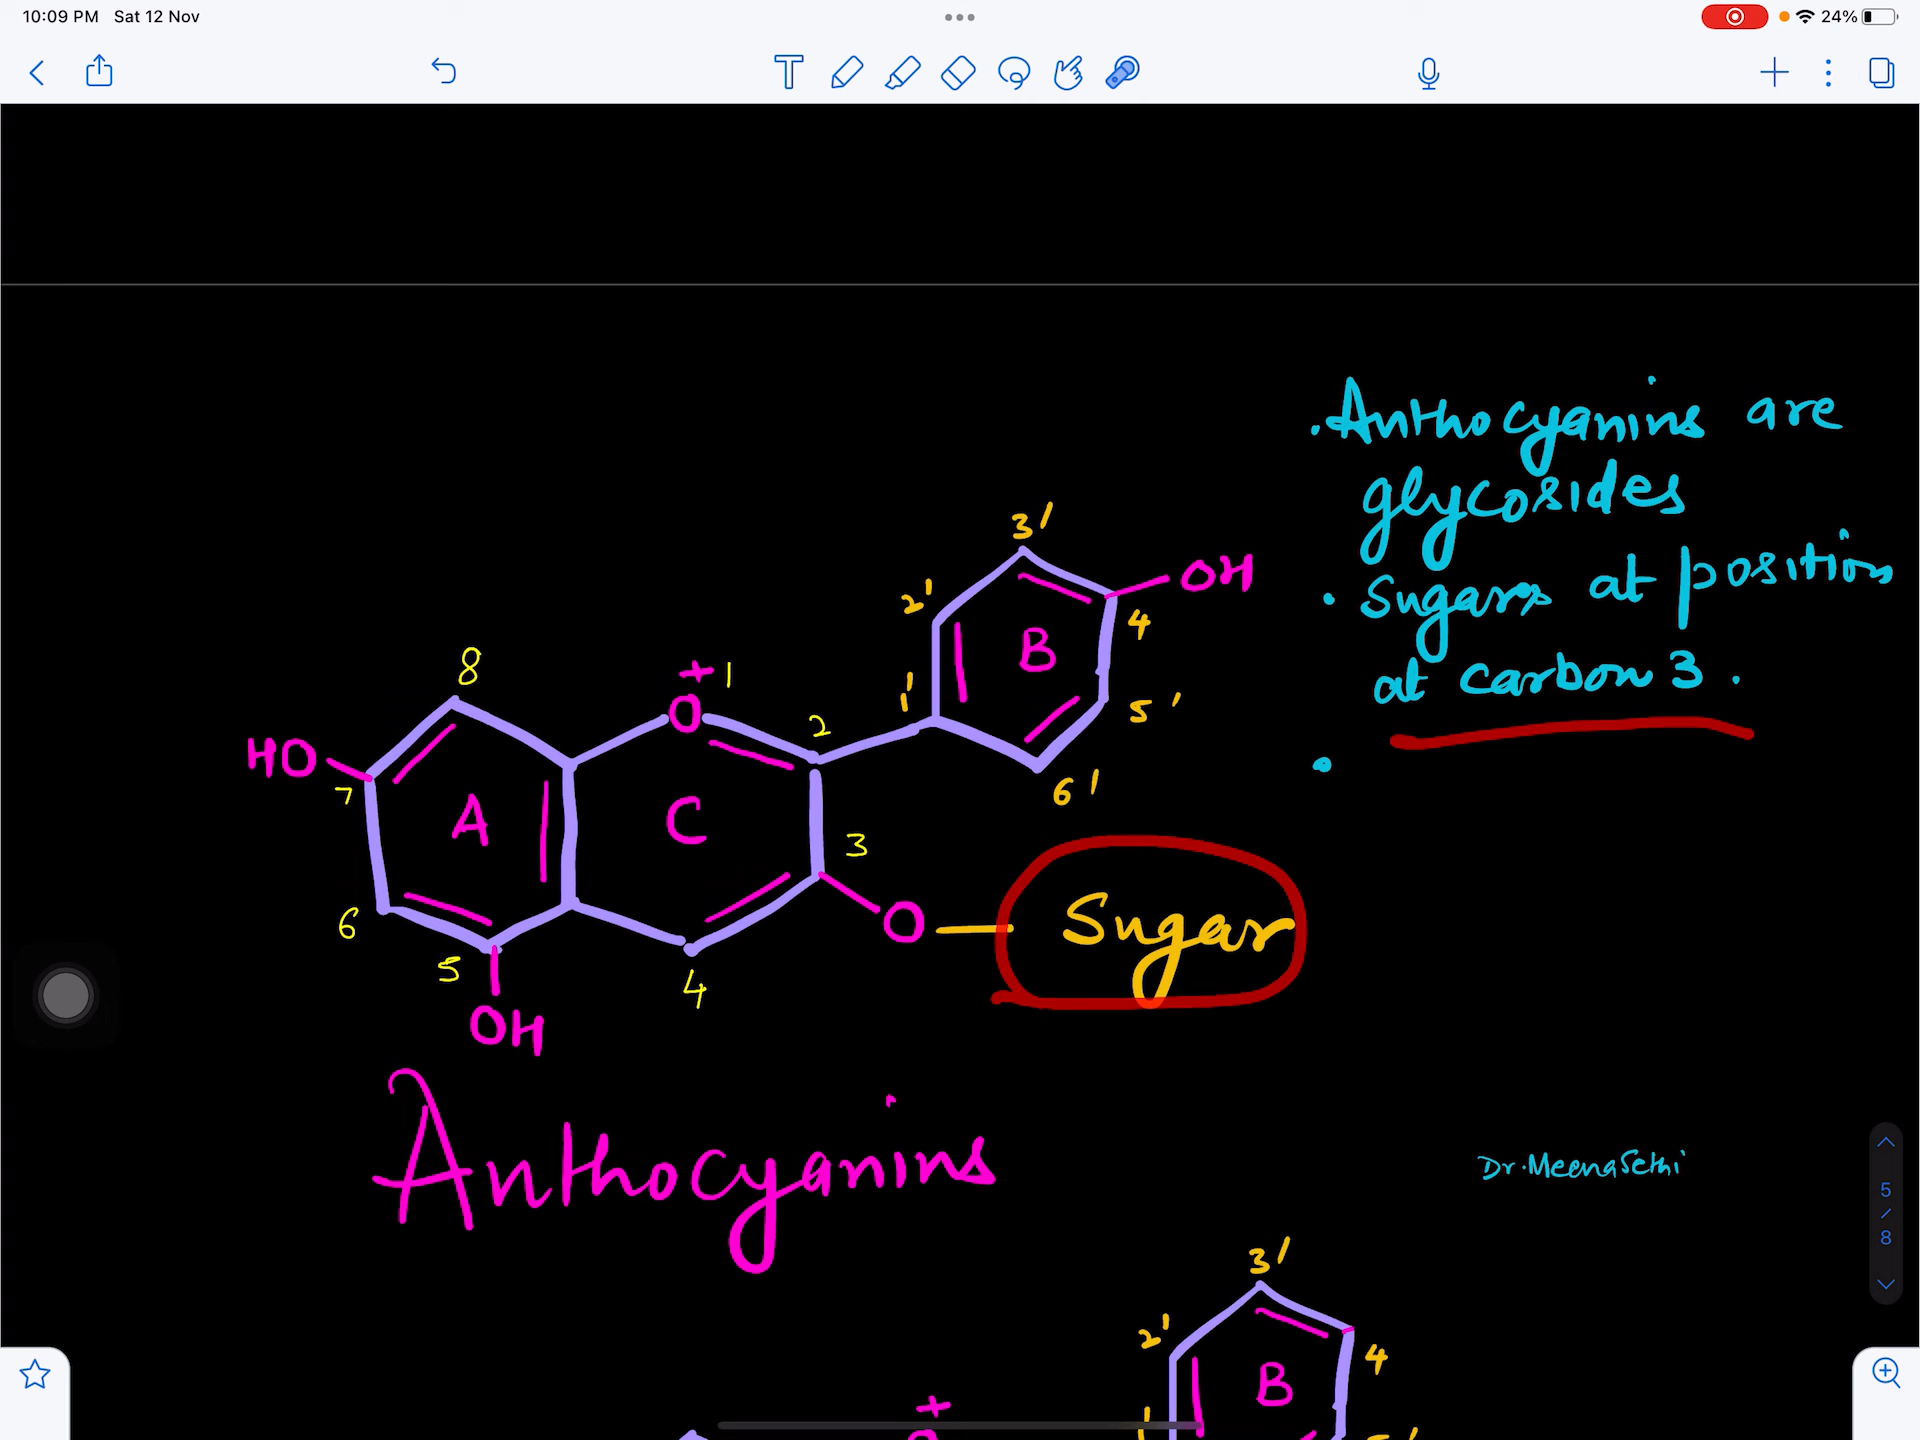 10:09 PM Sat 12 Nov
24%
.Anthocyanins are
glycosides
• Sugars at position
at carbon 3 .
•
3'
OH
2'
4
B
8
+ 1
1'
5'
O
2
HO
6'
7
A
C
3
6
O — Sugar
5
4
OH
Anthocyanins
Dr.MeenaSethi
5
/
8
3'
2'
4
B
+